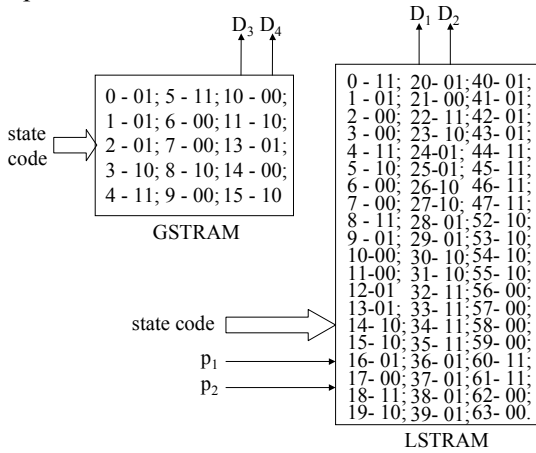 D3 D4
0 - 01; 5 - 11; 10 - 00;
1 - 01; 6 - 00; 11 - 10;
2 - 01; 7 - 00; 13 - 01;
3 - 10; 8 - 10; 14 - 00;
4 - 11; 9 - 00; 15 - 10
state
code
GSTRAM
D1 D2
0 - 11; 20- 01; 40- 01;
1 - 01; 21- 00; 41- 01;
2 - 00; 22- 11; 42- 01;
3 - 00; 23- 10; 43- 01;
4 - 11; 24-01; 44- 11;
5 - 10; 25-01; 45- 11;
6 - 00; 26-10; 46- 11;
7 - 00; 27- 10; 47- 11;
8 - 11; 28- 01; 52- 10;
9 - 01; 29- 01; 53- 10;
10-00; 30- 10; 54- 10;
11-00; 31- 10; 55- 10;
12-01 32- 11; 56- 00;
13-01; 33- 11; 57- 00;
14- 10; 34- 11; 58- 00;
15- 10; 35- 11; 59- 00;
16- 01; 36- 01; 60- 11;
17- 00; 37- 01; 61- 11;
18- 11; 38- 01; 62- 00;
19- 10; 39- 01; 63- 00.
state code
p1
p2
LSTRAM